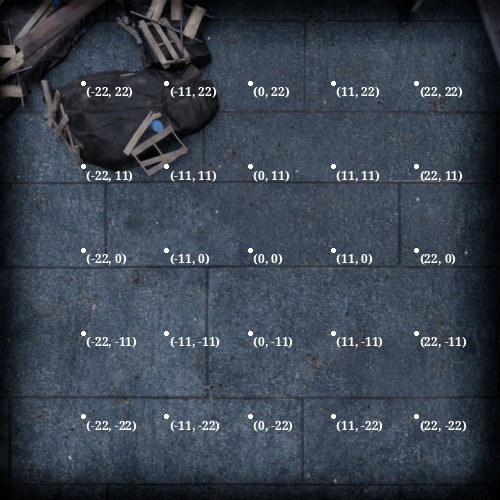 (-22, 22) (-11, 22) (0, 22) (11, 22) (22, 22)
(-22, 11) (-11, 11) (0, 11) (11, 11) (22, 11)
(-22, 0) (-11, 0) (0, 0) (11, 0) (22, 0)
(-22, -11) (-11, -11) (0, -11) (11, -11) (22, -11)
(-22, -22) (-11, -22) (0, -22) (11, -22) (22, -22)